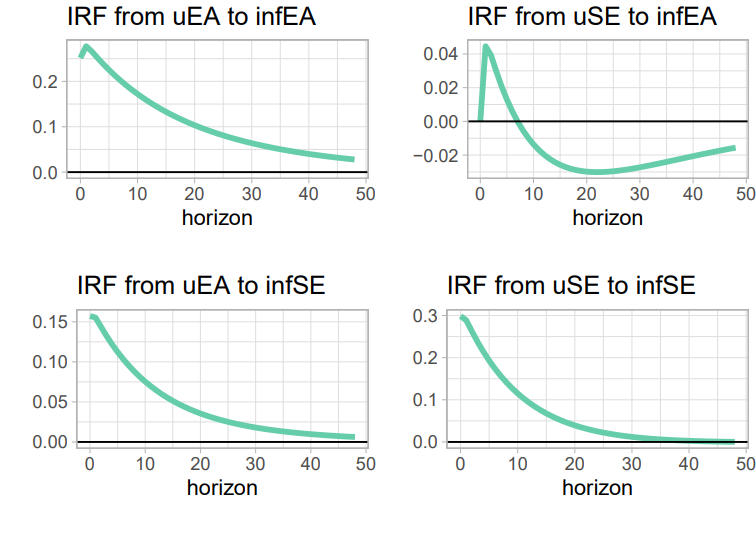 IRF from uEA to infEA
0.2
0.1
0.0
0 10 20 30 40 50
horizon
IRF from uSE to infEA
0.04
0.02
0.00
−0.02
0 10 20 30 40 50
horizon
IRF from uEA to infSE
0.15
0.10
0.05
0.00
0 10 20 30 40 50
horizon
IRF from uSE to infSE
0.3
0.2
0.1
0.0
0 10 20 30 40 50
horizon